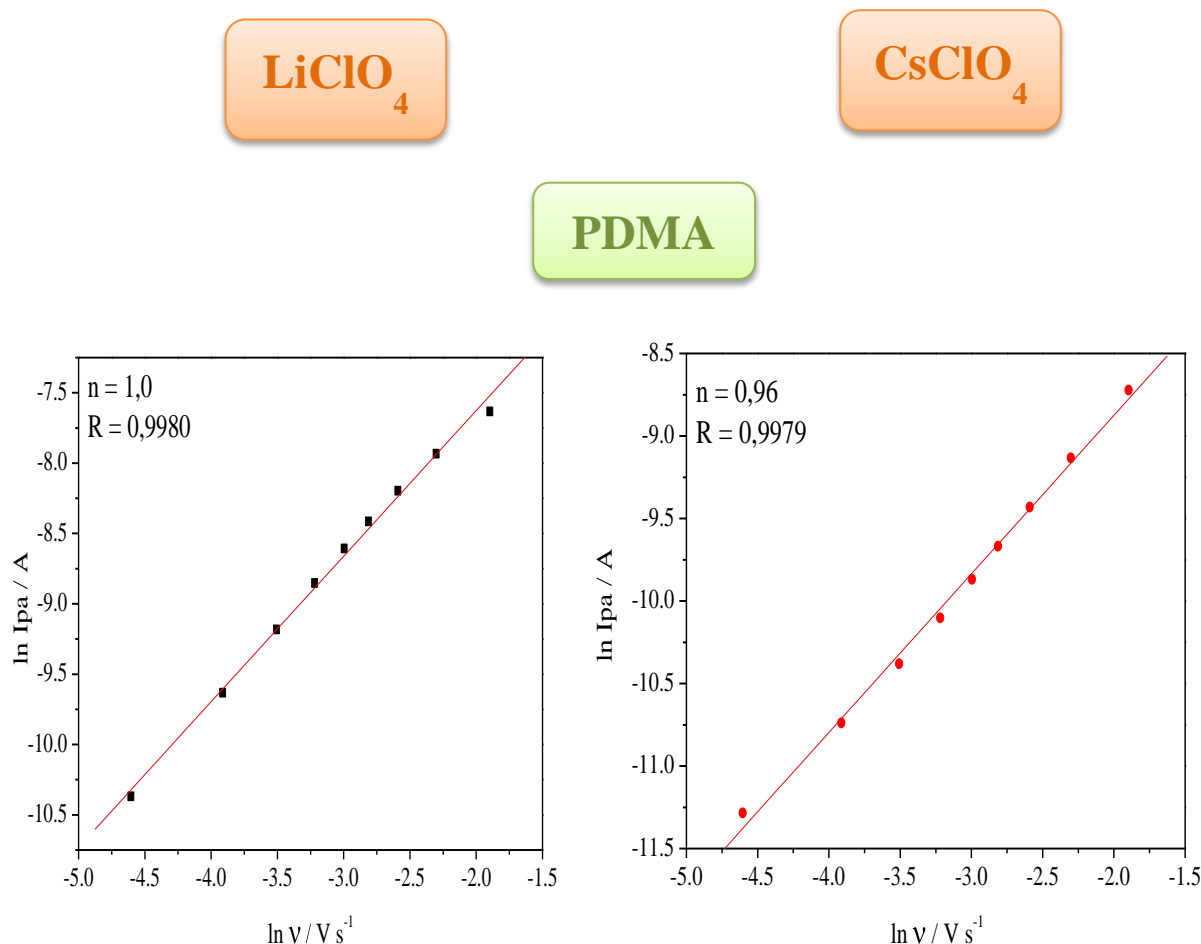 LiClO4
CsClO4
PDMA
n = 1,0
R = 0,9980
-7.5
-8.0
-8.5
-9.0
-9.5
-10.0
-10.5
ln Ipa / A
-5.0 -4.5 -4.0 -3.5 -3.0 -2.5 -2.0 -1.5
ln ν / V s-1
n = 0,96
R = 0,9979
-8.5
-9.0
-9.5
-10.0
-10.5
-11.0
-11.5
ln Ipa / A
-5.0 -4.5 -4.0 -3.5 -3.0 -2.5 -2.0 -1.5
ln ν / V s-1